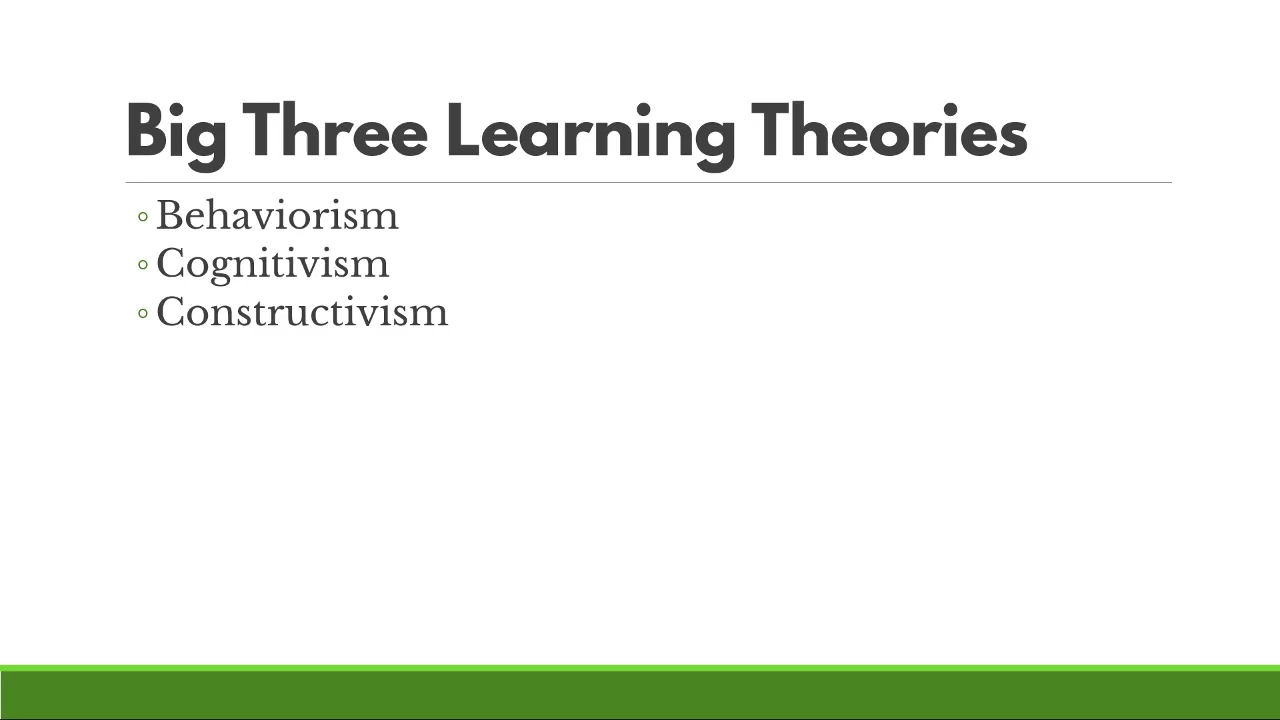 Big Three Learning Theories
◦ Behaviorism
◦ Cognitivism
◦ Constructivism